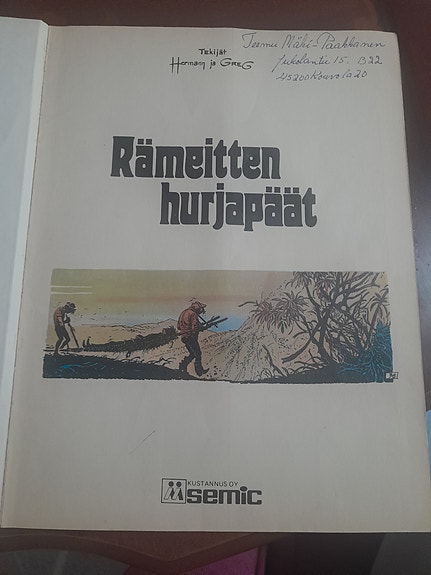 Tekijät
Hermann ja GREG
Teemu Mäki-Paakkanen
Jukolantie 15. B22
45200 Kouvola 20
Rämeitten
hurjapäät
KUSTANNUS OY
semic